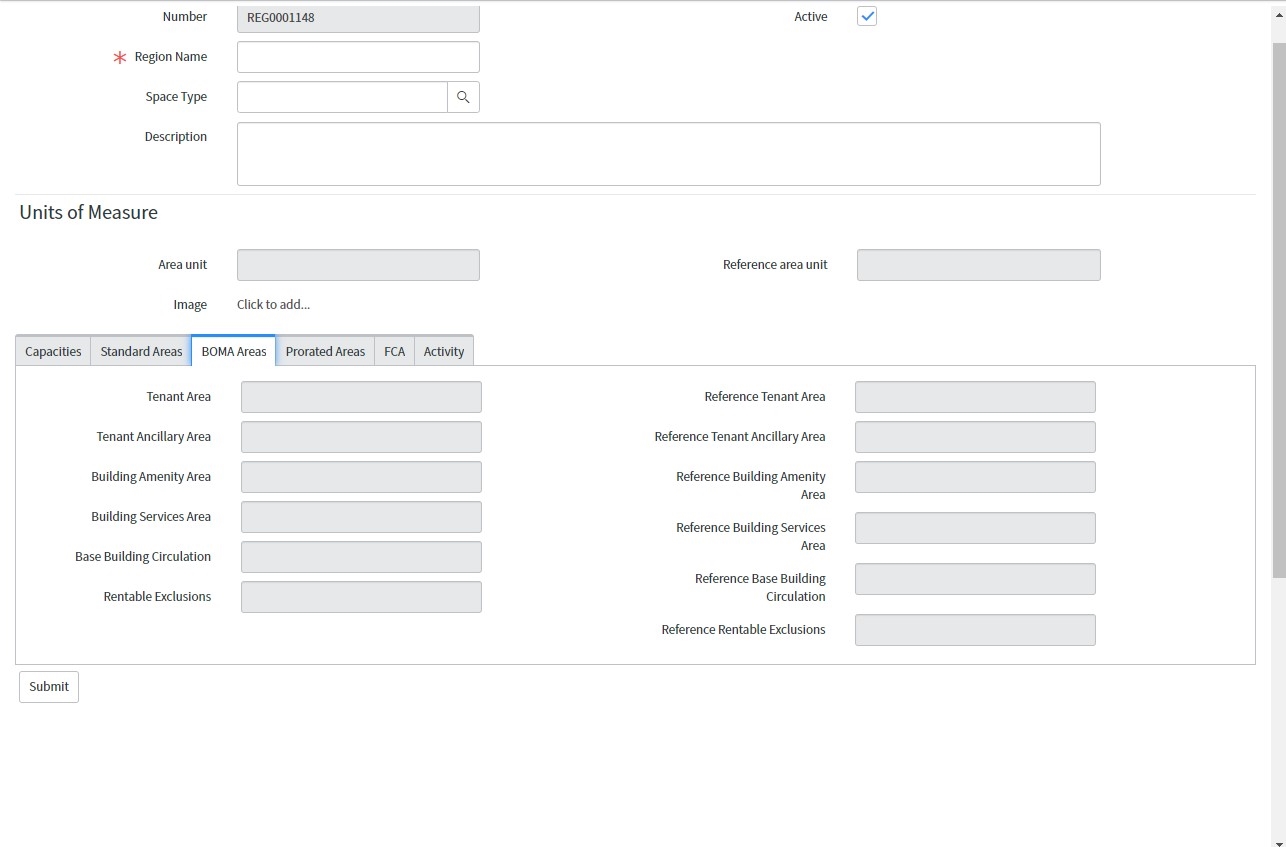 Number
REG0001148
Active
* Region Name
Space Type
Description
Units of Measure
Area unit
Reference area unit
Image
Click to add...
Capacities
Standard Areas
BOMA Areas
Prorated Areas
FCA
Activity
Tenant Area
Tenant Ancillary Area
Building Amenity Area
Building Services Area
Base Building Circulation
Rentable Exclusions
Reference Tenant Area
Reference Tenant Ancillary Area
Reference Building Amenity
Area
Reference Building Services
Area
Reference Base Building
Circulation
Reference Rentable Exclusions
Submit